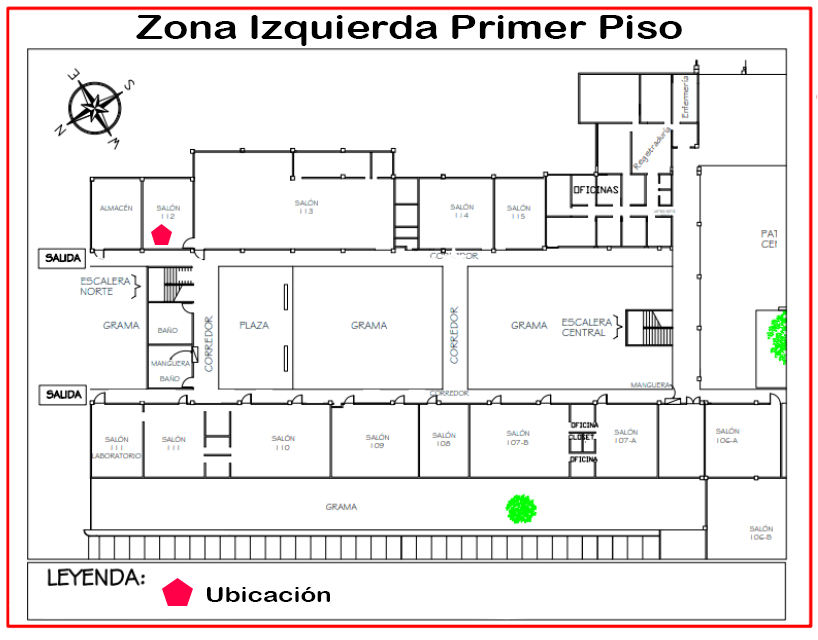 Zona Izquierda Primer Piso
E
S
N
W
Enfermería
Registraduría
OFICINAS
ALMACÉN
SALÓN
112
SALÓN
113
SALÓN
114
SALÓN
115
SALIDA
PAT
CEN
ESCALERA
NORTE
GRAMA
BAÑO
MANGUERA
BAÑO
CORREDOR
PLAZA
GRAMA
CORREDOR
GRAMA
ESCALERA
CENTRAL
MANGUERA
SALIDA
CORREDOR
SALÓN
111
LABORATORIO
SALÓN
111
SALÓN
110
SALÓN
109
SALÓN
108
SALÓN
107-B
OFICINA
CLOSET
OFICINA
SALÓN
107-A
SALÓN
106-A
GRAMA
SALÓN
106-B
LEYENDA:
Ubicación